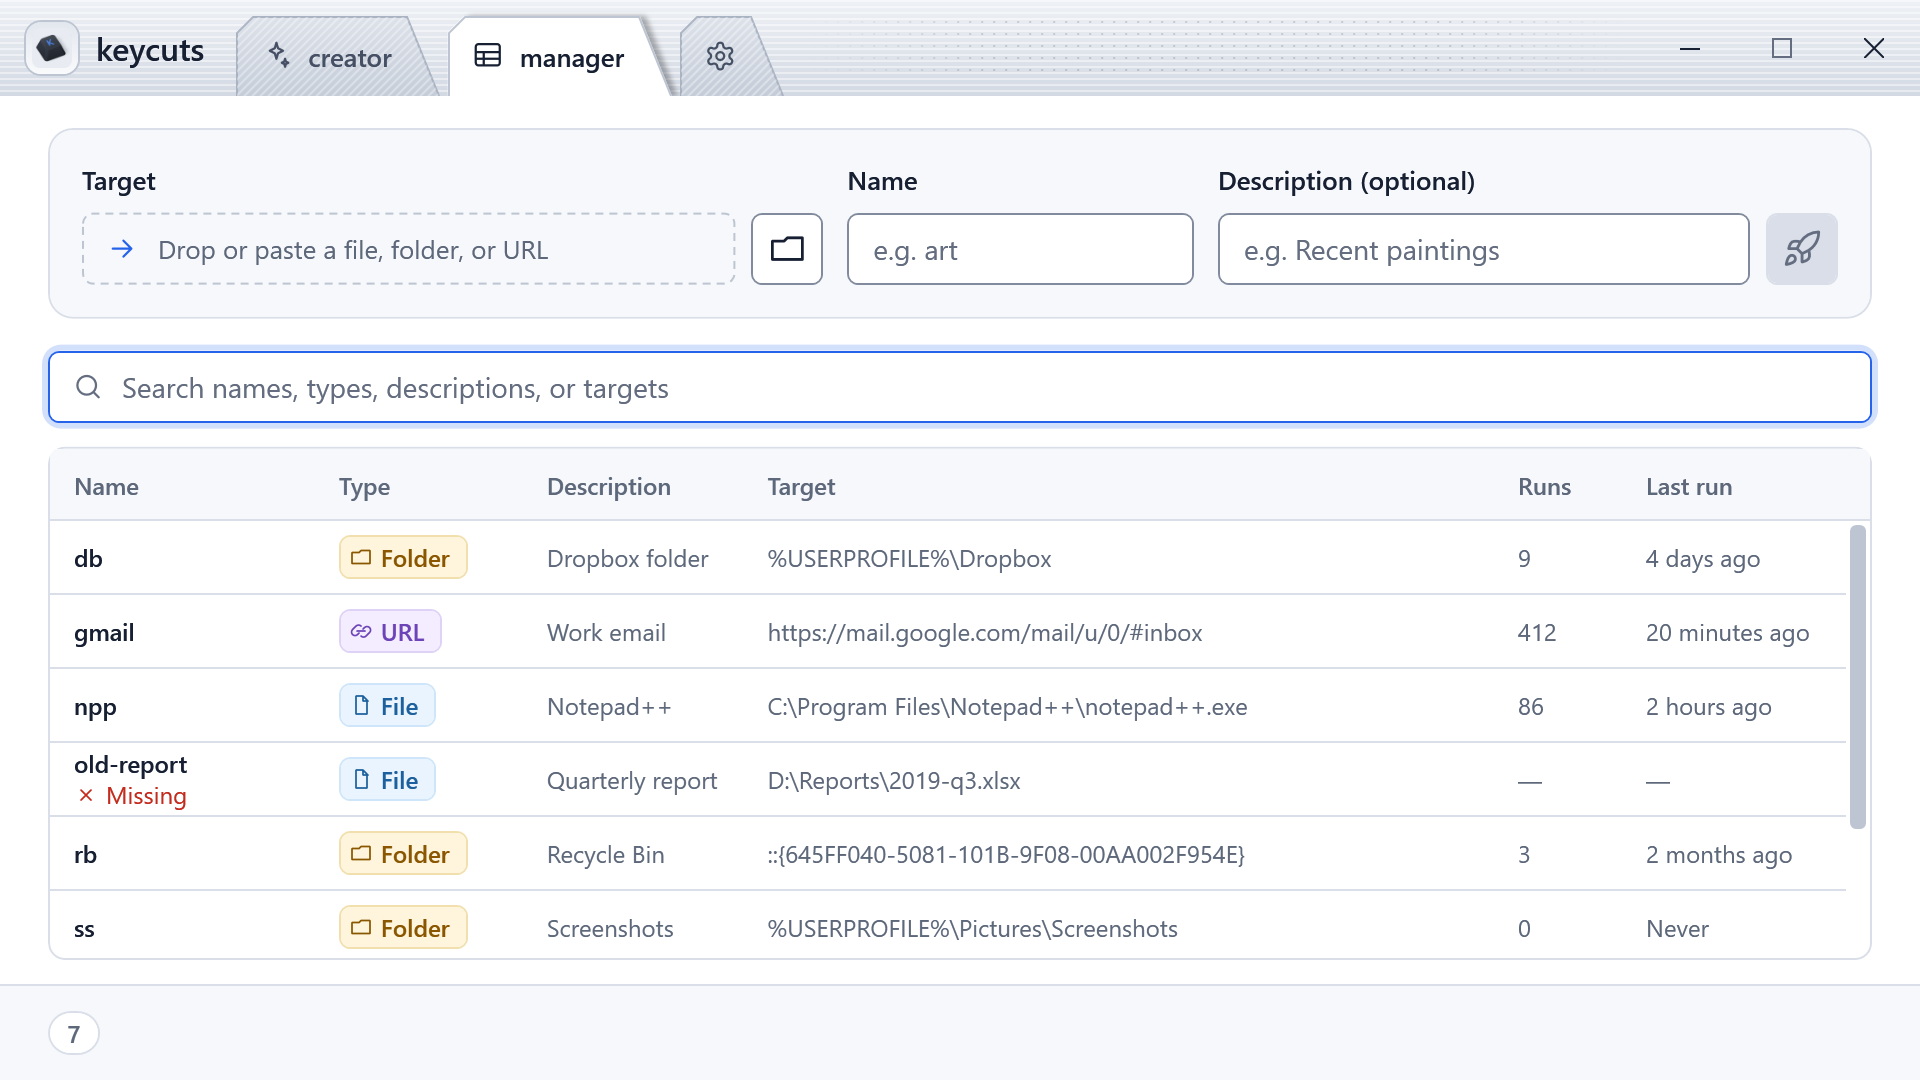 keycuts
creator
manager
Target
Name
Description (optional)
Drop or paste a file, folder, or URL
e.g. art
e.g. Recent paintings
Search names, types, descriptions, or targets
Name Type Description Target Runs Last run
db Folder Dropbox folder %USERPROFILE%\Dropbox 9 4 days ago
gmail URL Work email https://mail.google.com/mail/u/0/#inbox 412 20 minutes ago
npp File Notepad++ C:\Program Files\Notepad++\notepad++.exe 86 2 hours ago
old-report File Quarterly report D:\Reports\2019-q3.xlsx — —
Missing
rb Folder Recycle Bin ::{645FF040-5081-101B-9F08-00AA002F954E} 3 2 months ago
ss Folder Screenshots %USERPROFILE%\Pictures\Screenshots 0 Never
7